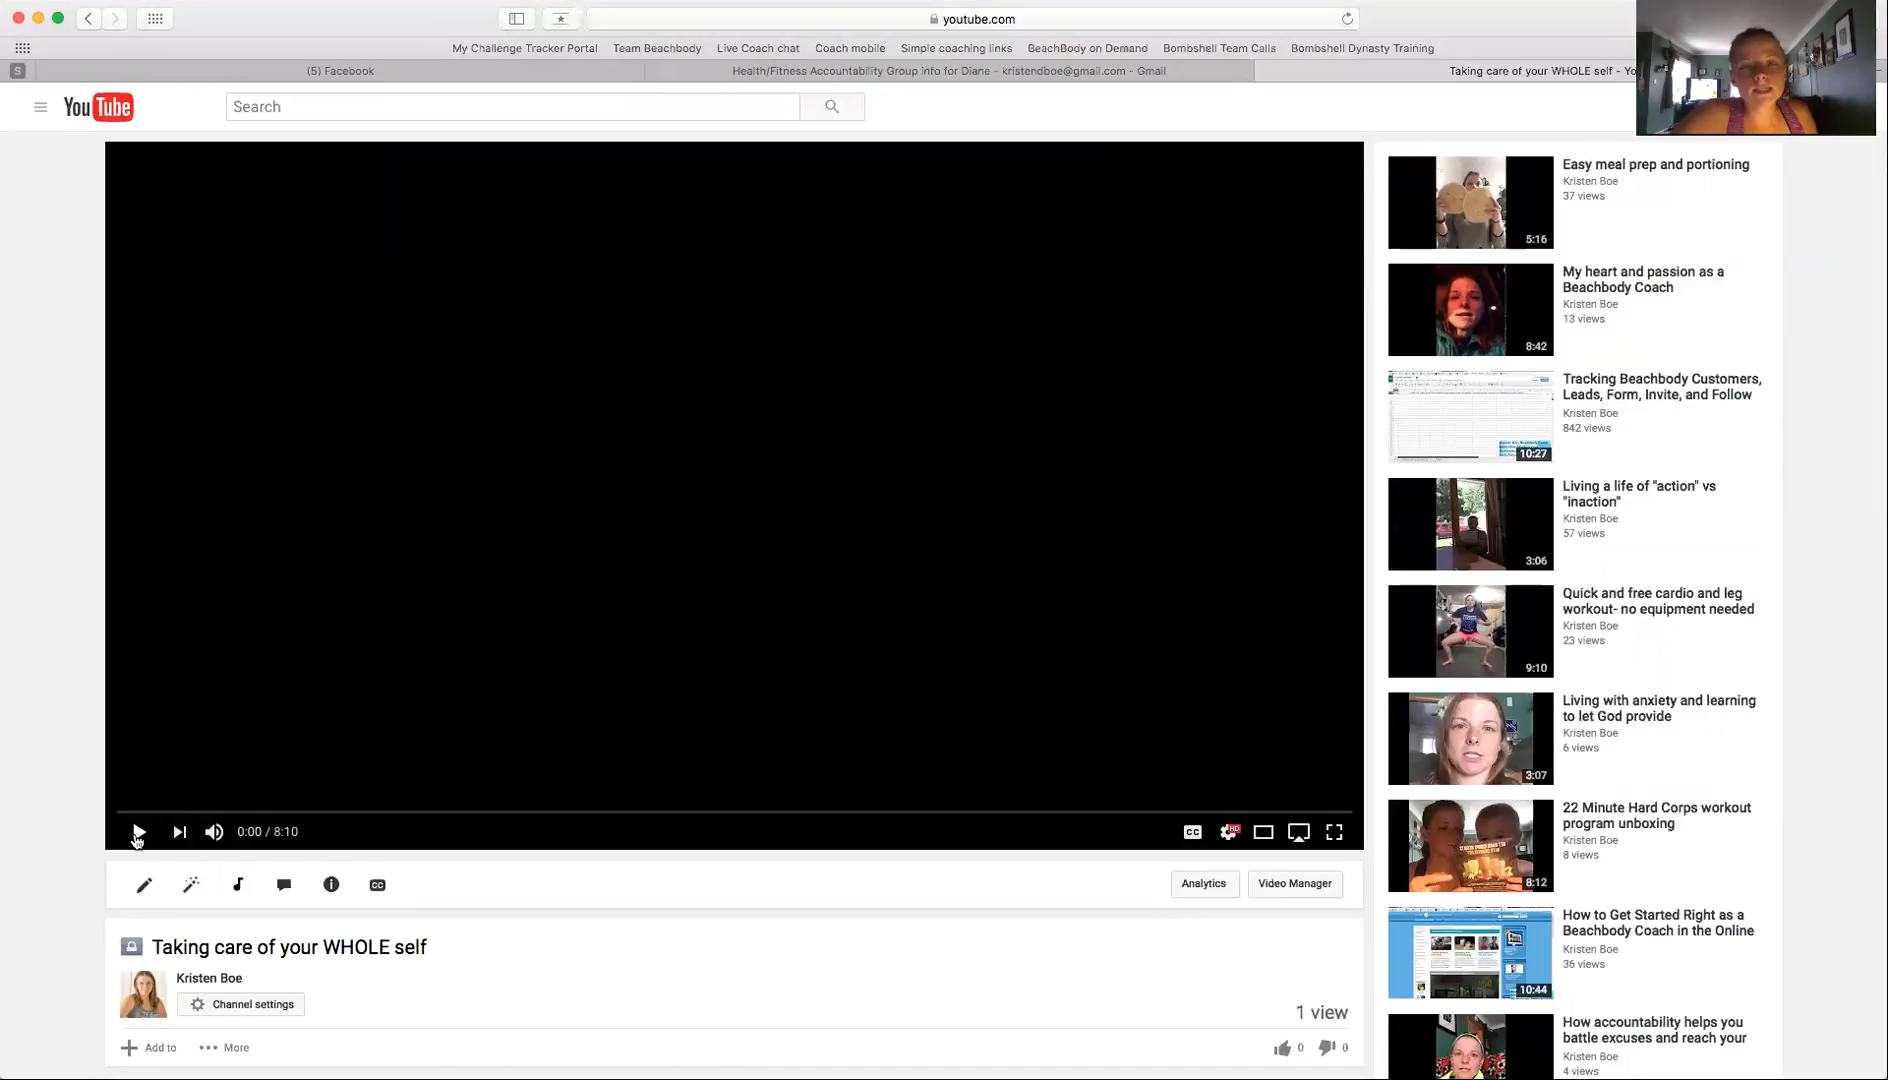 youtube.com
My Challenge Tracker Portal Team Beachbody Live Coach chat Coach mobile Simple coaching links BeachBody on Demand Bombshell Team Calls Bombshell Dynasty Training
S (5) Facebook Health/Fitness Accountability Group info for Diane - kristendboe@gmail.com - Gmail Taking care of your WHOLE self - Yo
YouTube Search
Easy meal prep and portioning
Kristen Boe
37 views
5:16
My heart and passion as a
Beachbody Coach
Kristen Boe
13 views
8:42
Tracking Beachbody Customers,
Leads, Form, Invite, and Follow
Kristen Boe
842 views
10:27
Living a life of "action" vs
"inaction"
Kristen Boe
57 views
3:06
Quick and free cardio and leg
workout- no equipment needed
Kristen Boe
23 views
9:10
Living with anxiety and learning
to let God provide
Kristen Boe
6 views
3:07
22 Minute Hard Corps workout
program unboxing
Kristen Boe
8 views
8:12
How to Get Started Right as a
Beachbody Coach in the Online
Kristen Boe
36 views
10:44
How accountability helps you
battle excuses and reach your
Kristen Boe
4 views
0:00 / 8:10
CC HD
CC Analytics Video Manager
Taking care of your WHOLE self
Kristen Boe
Channel settings
1 view
Add to More 0 0